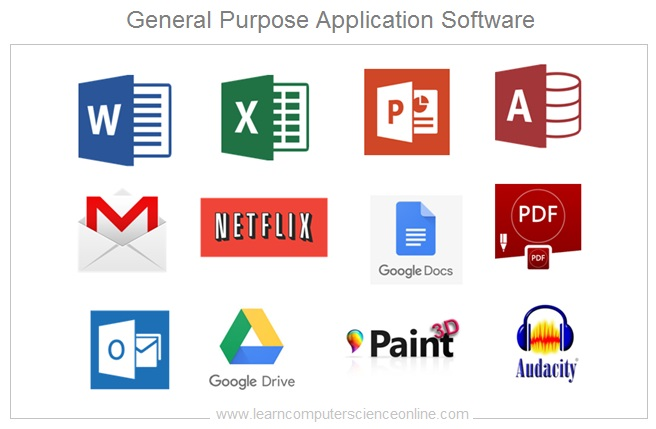 General Purpose Application Software
W
X
P
A
M
NETFLIX
Google Docs
PDF
PDF
O
Google Drive
Paint 3D
Audacity
www.learncomputerscienceonline.com